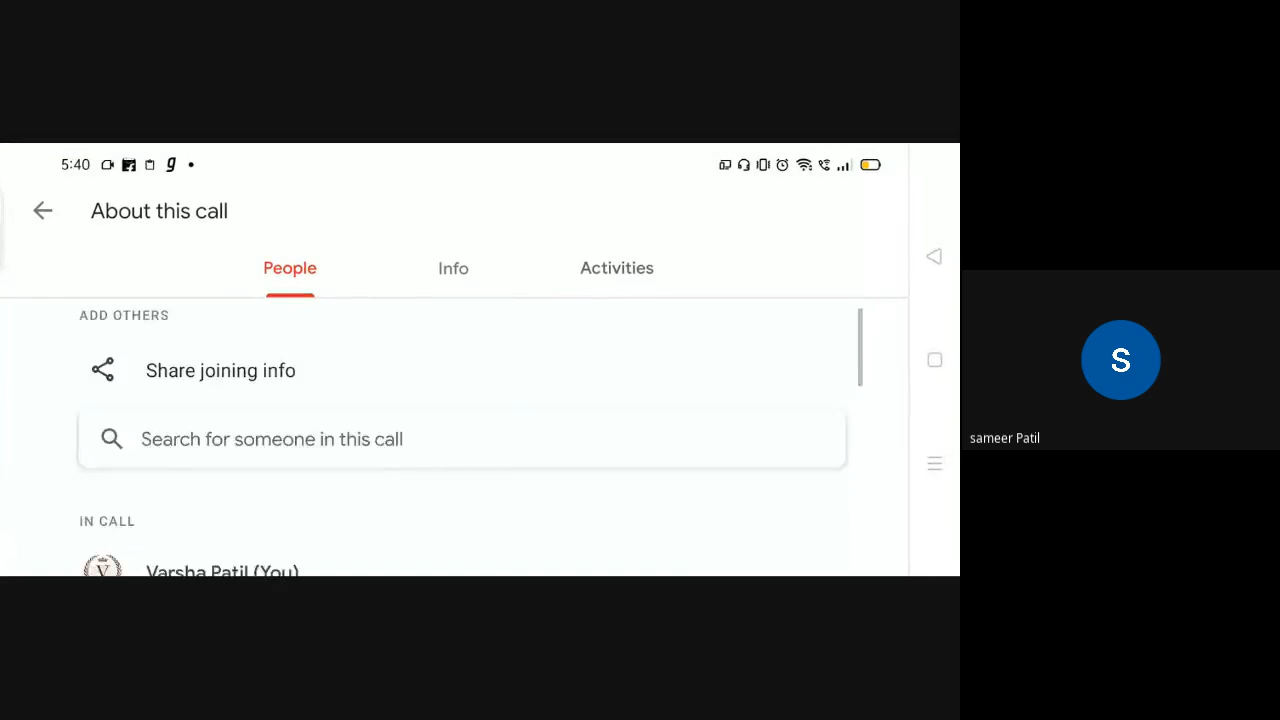 5:40
About this call
People Info Activities
ADD OTHERS
Share joining info
Search for someone in this call
IN CALL
V
Varsha Patil (You)
S
sameer Patil